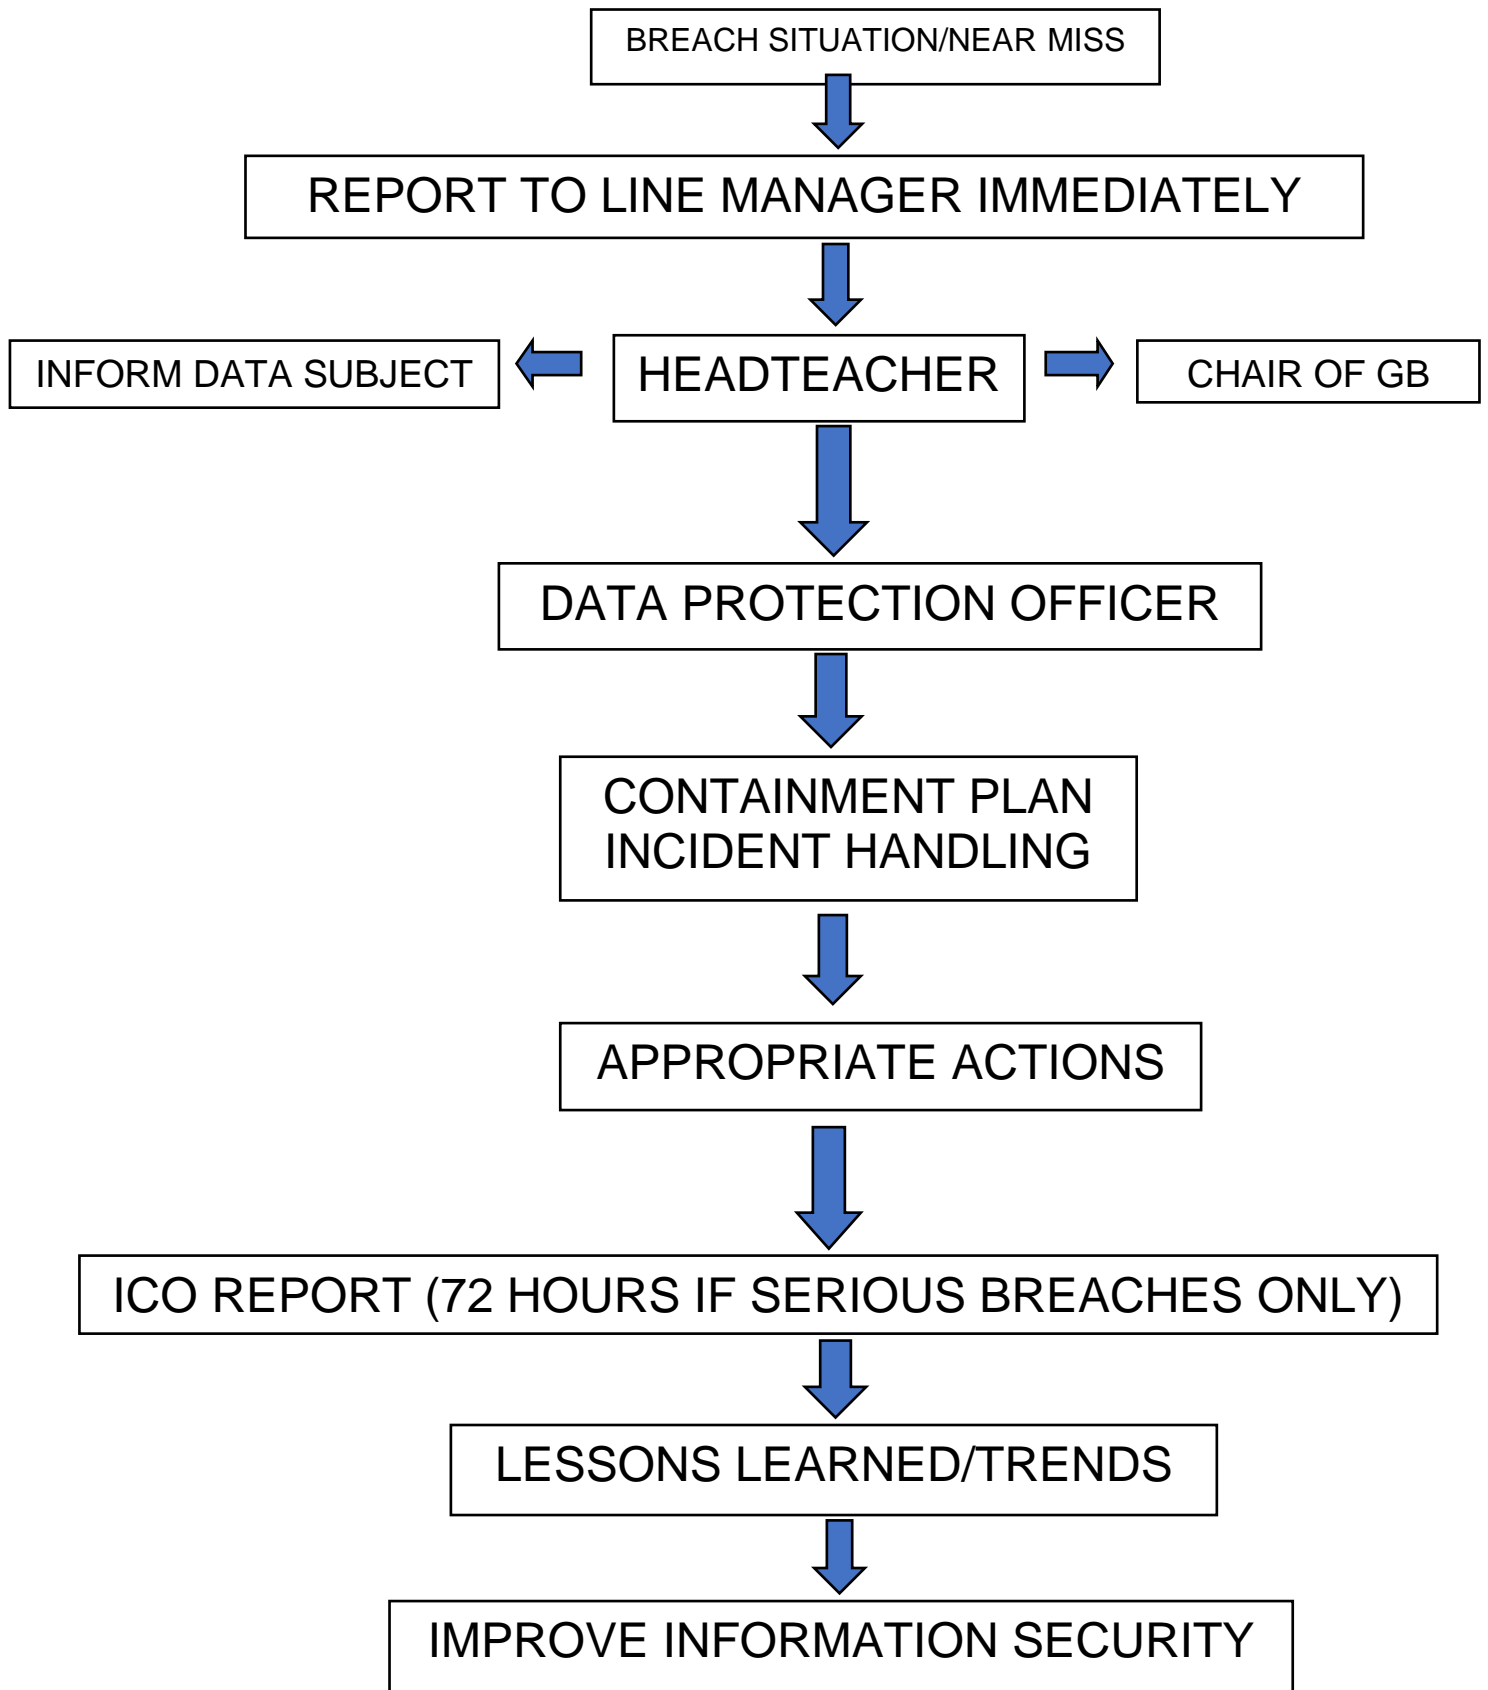 BREACH SITUATION/NEAR MISS
REPORT TO LINE MANAGER IMMEDIATELY
INFORM DATA SUBJECT
HEADTEACHER
CHAIR OF GB
DATA PROTECTION OFFICER
CONTAINMENT PLAN
INCIDENT HANDLING
APPROPRIATE ACTIONS
ICO REPORT (72 HOURS IF SERIOUS BREACHES ONLY)
LESSONS LEARNED/TRENDS
IMPROVE INFORMATION SECURITY